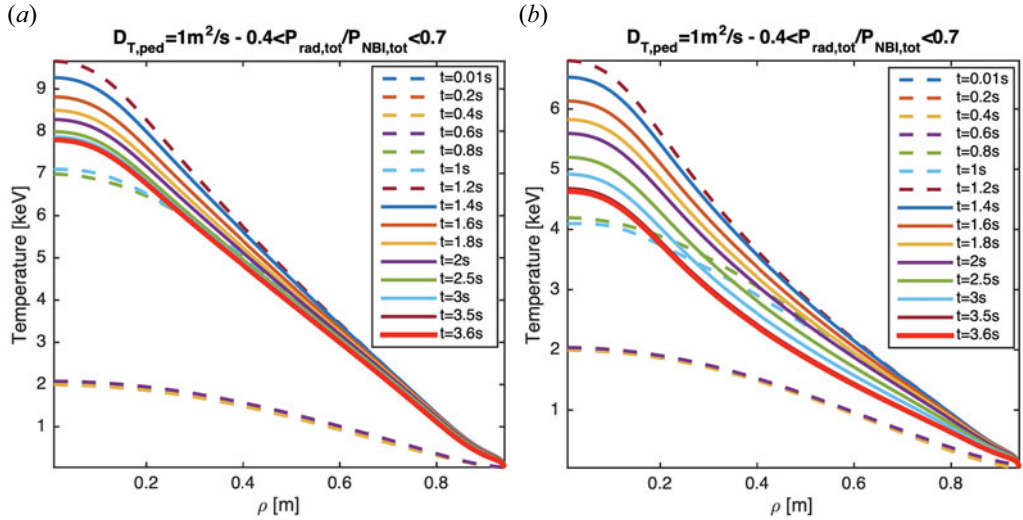 (a)
D_T,ped=1m²/s - 0.4<P_rad,tot/P_NBI,tot<0.7
Temperature [keV]
9
8
7
6
5
4
3
2
1
0.2 0.4 0.6 0.8
ρ [m]
t=0.01s
t=0.2s
t=0.4s
t=0.6s
t=0.8s
t=1s
t=1.2s
t=1.4s
t=1.6s
t=1.8s
t=2s
t=2.5s
t=3s
t=3.5s
t=3.6s
(b)
D_T,ped=1m²/s - 0.4<P_rad,tot/P_NBI,tot<0.7
Temperature [keV]
6
5
4
3
2
1
0.2 0.4 0.6 0.8
ρ [m]
t=0.01s
t=0.2s
t=0.4s
t=0.6s
t=0.8s
t=1s
t=1.2s
t=1.4s
t=1.6s
t=1.8s
t=2s
t=2.5s
t=3s
t=3.5s
t=3.6s